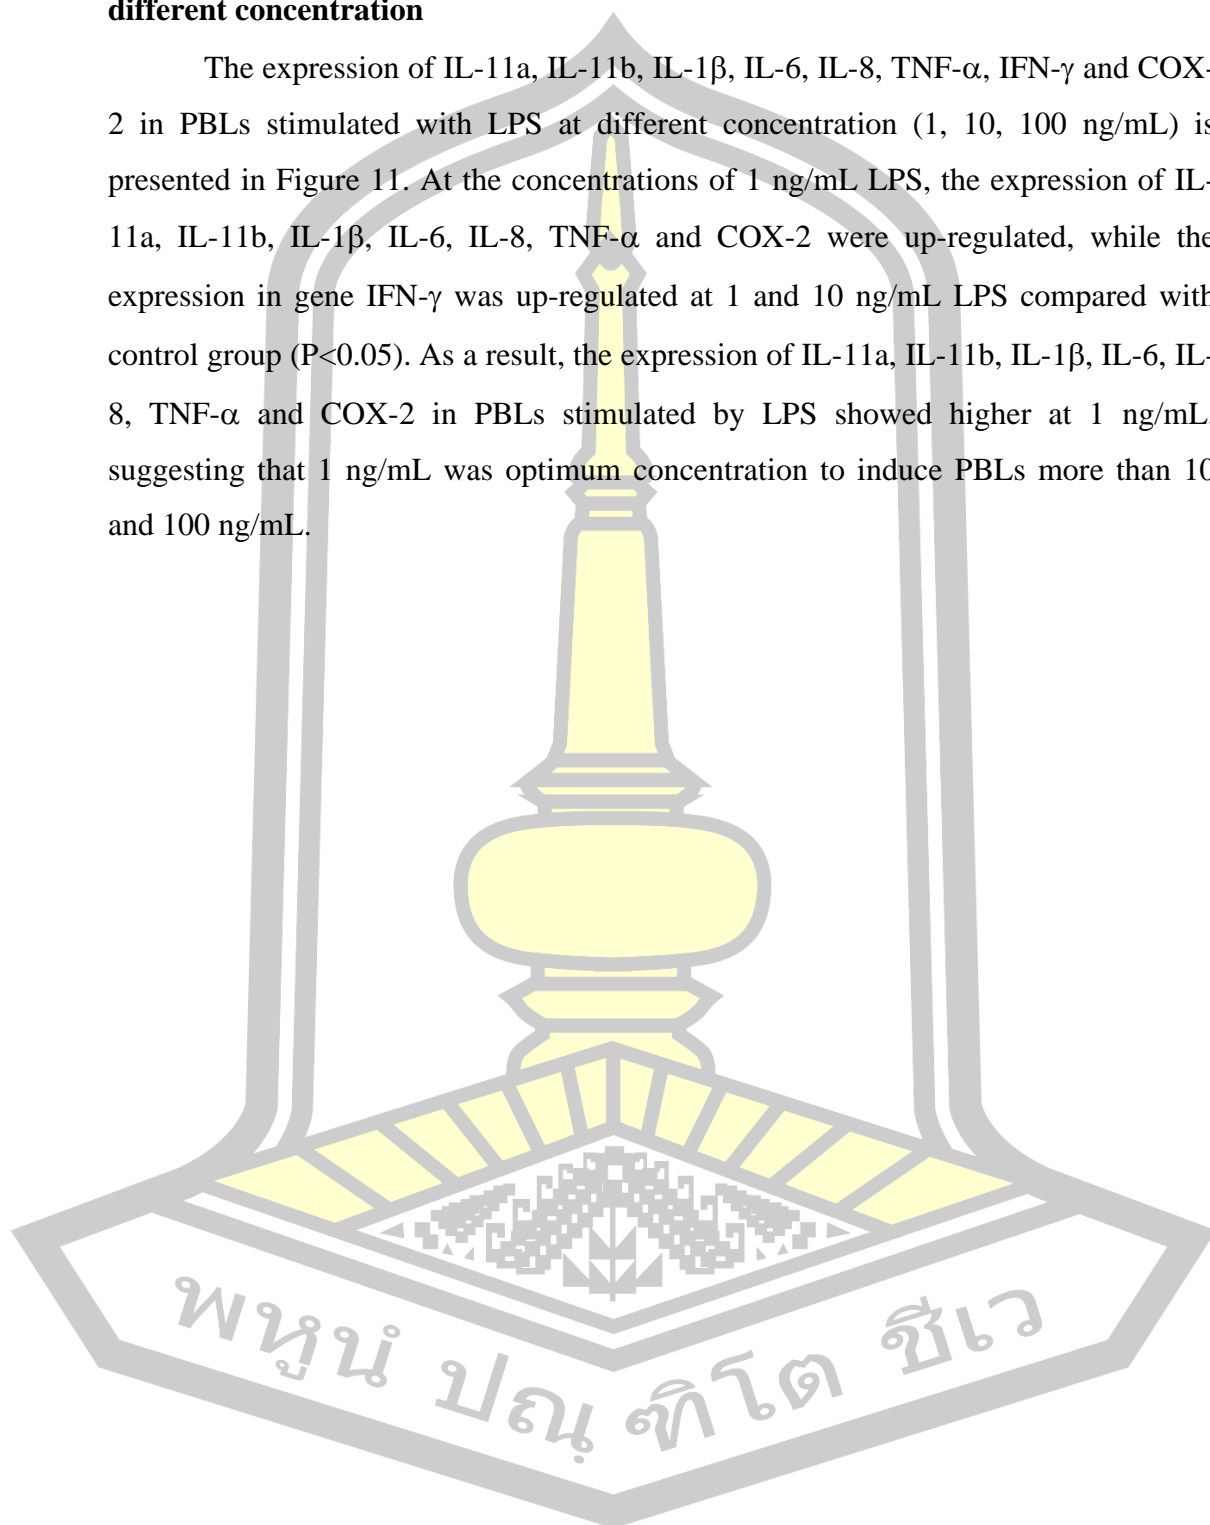 different concentration
The expression of IL-11a, IL-11b, IL-1β, IL-6, IL-8, TNF-α, IFN-γ and COX-
2 in PBLs stimulated with LPS at different concentration (1, 10, 100 ng/mL) is
presented in Figure 11. At the concentrations of 1 ng/mL LPS, the expression of IL-
11a, IL-11b, IL-1β, IL-6, IL-8, TNF-α and COX-2 were up-regulated, while the
expression in gene IFN-γ was up-regulated at 1 and 10 ng/mL LPS compared with
control group (P<0.05). As a result, the expression of IL-11a, IL-11b, IL-1β, IL-6, IL-
8, TNF-α and COX-2 in PBLs stimulated by LPS showed higher at 1 ng/mL,
suggesting that 1 ng/mL was optimum concentration to induce PBLs more than 10
and 100 ng/mL.
พหูนํ ปณฺ ฑิโต ชีเว